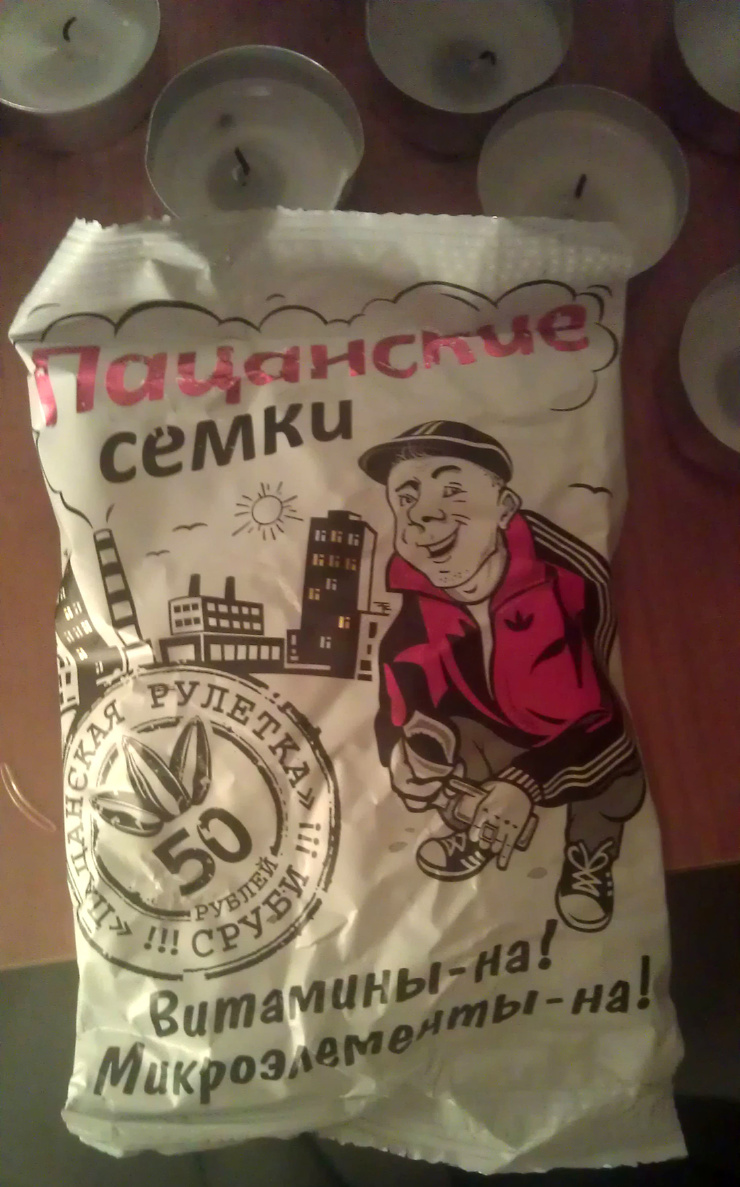 Пацанские
семки
«ПАЦАНСКАЯ РУЛЕТКА» !!!
50
РУБЛЕЙ
СРУБИ !!!
Витамины-на!
Микроэлементы-на!